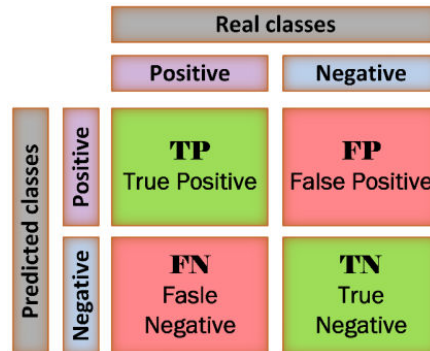 Real classes
Positive Negative
Predicted classes
Positive
TP
True Positive
FP
False Positive
Negative
FN
Fasle
Negative
TN
True
Negative